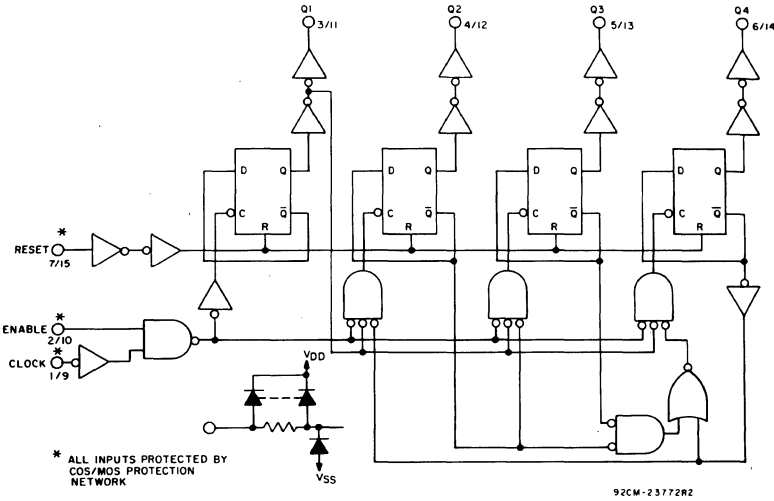 Q1
3/11
Q2
4/12
Q3
5/13
Q4
6/14
D Q
C Q̅
R
D Q
C Q̅
R
D Q
C Q̅
R
D Q
C Q̅
R
*
RESET
7/15
*
ENABLE
2/10
*
CLOCK
1/9
VDD
VSS
* ALL INPUTS PROTECTED BY
COS/MOS PROTECTION
NETWORK
92CM-23772R2